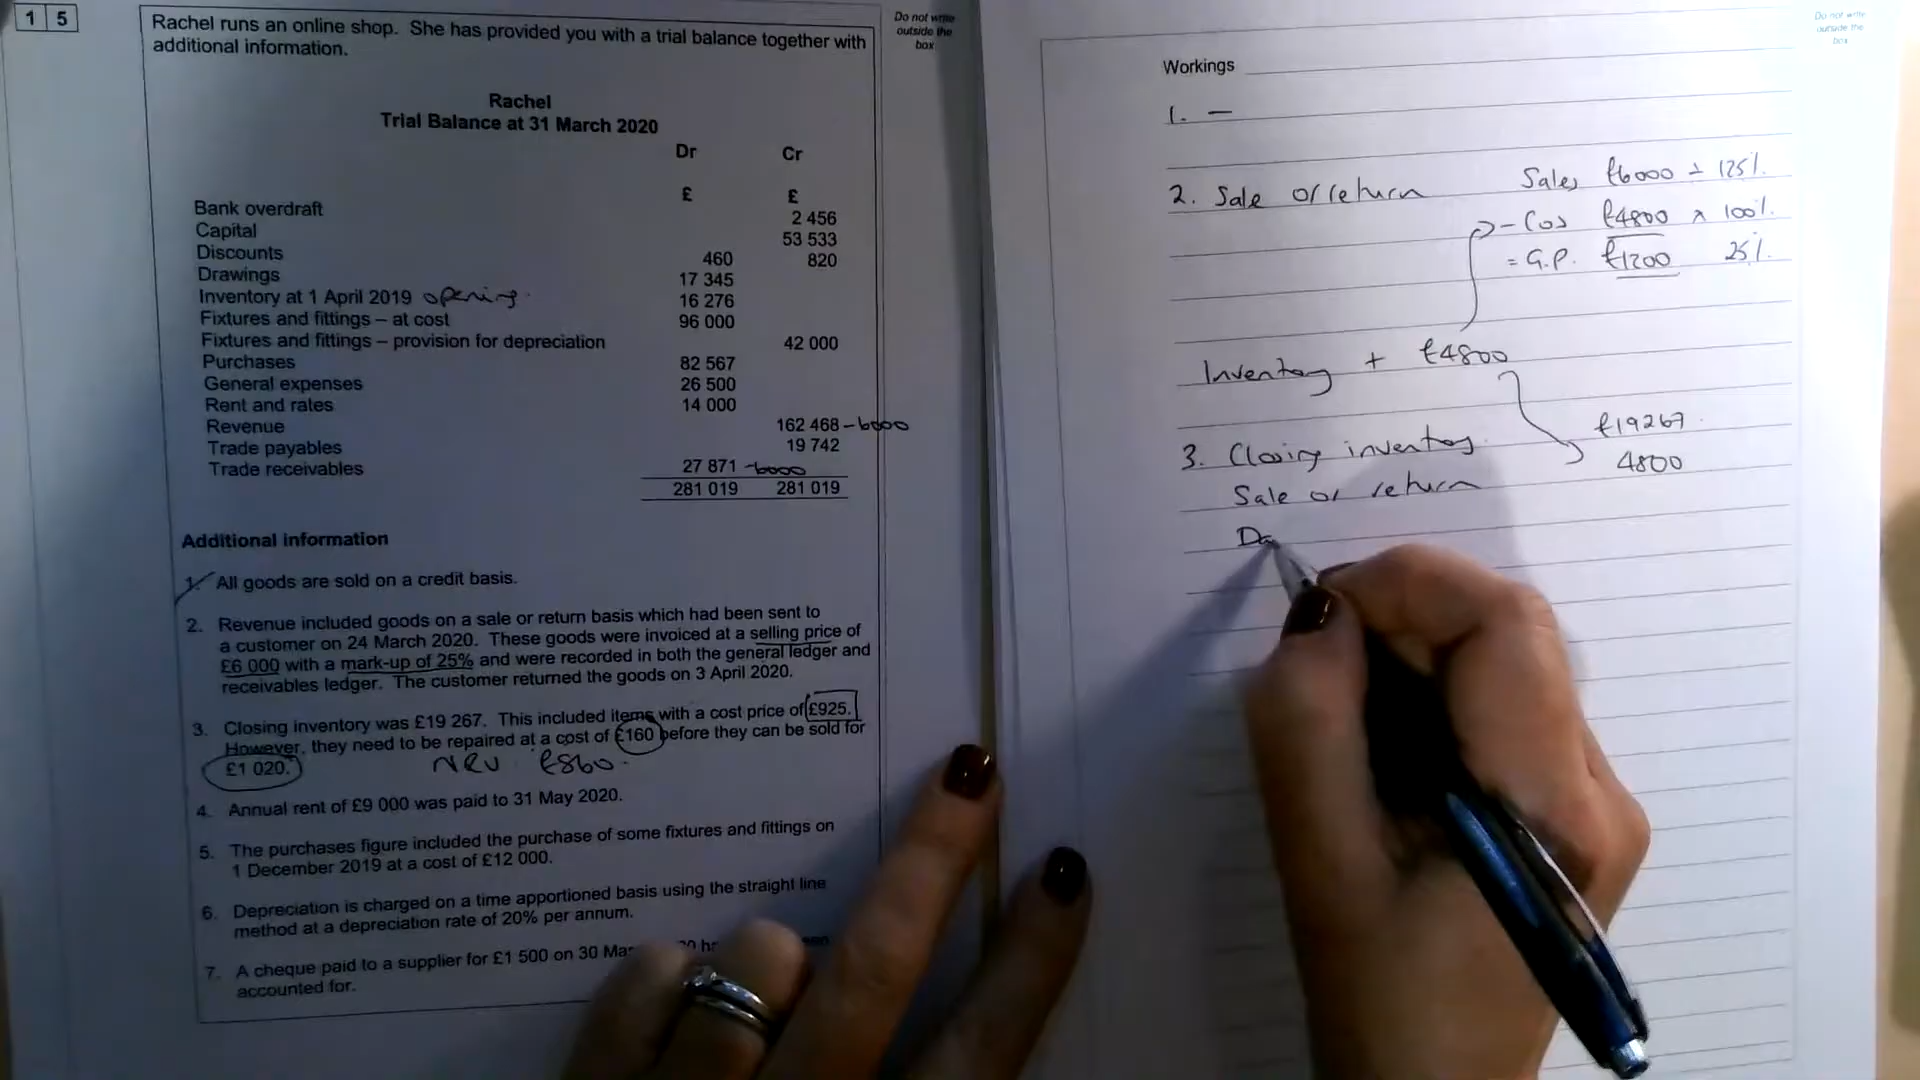 1 5
Rachel runs an online shop. She has provided you with a trial balance together with
additional information.
Do not write
outside the
box
Rachel
Trial Balance at 31 March 2020
Dr Cr
£ £
Bank overdraft 2 456
Capital 53 533
Discounts 460 820
Drawings 17 345
Inventory at 1 April 2019 opening. 16 276
Fixtures and fittings – at cost 96 000
Fixtures and fittings – provision for depreciation 42 000
Purchases 82 567
General expenses 26 500
Rent and rates 14 000
Revenue 162 468 – 6000
Trade payables 19 742
Trade receivables 27 871 – 6000
281 019 281 019
Additional information
1. All goods are sold on a credit basis.
2. Revenue included goods on a sale or return basis which had been sent to
a customer on 24 March 2020. These goods were invoiced at a selling price of
£6 000 with a mark-up of 25% and were recorded in both the general ledger and
receivables ledger. The customer returned the goods on 3 April 2020.
3. Closing inventory was £19 267. This included items with a cost price of £925.
However, they need to be repaired at a cost of £160 before they can be sold for
£1 020. NRV £860.
4. Annual rent of £9 000 was paid to 31 May 2020.
5. The purchases figure included the purchase of some fixtures and fittings on
1 December 2019 at a cost of £12 000.
6. Depreciation is charged on a time apportioned basis using the straight line
method at a depreciation rate of 20% per annum.
7. A cheque paid to a supplier for £1 500 on 30
accounted for.
Do not write
outside the
box
Workings
1. –
2. Sale or return Sales £6000 ÷ 125%.
– Cos £4800 x 100%.
= G.P. £1200 25%.
Inventory + £4800
3. Closing inventory. £19267.
Sale or return 4800
Da